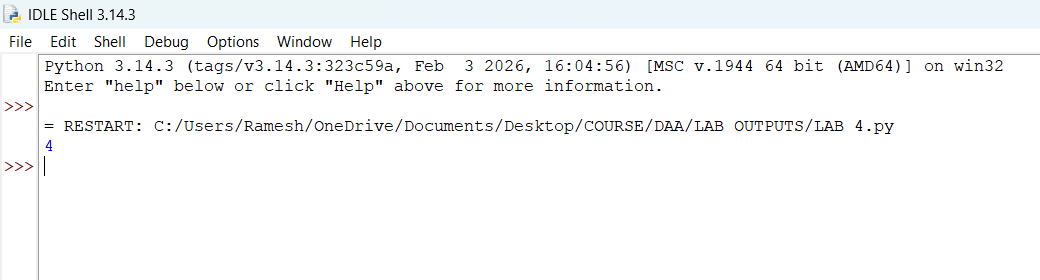 IDLE Shell 3.14.3
File Edit Shell Debug Options Window Help
Python 3.14.3 (tags/v3.14.3:323c59a, Feb  3 2026, 16:04:56) [MSC v.1944 64 bit (AMD64)] on win32
Enter "help" below or click "Help" above for more information.
>>>
= RESTART: C:/Users/Ramesh/OneDrive/Documents/Desktop/COURSE/DAA/LAB OUTPUTS/LAB 4.py
4
>>>